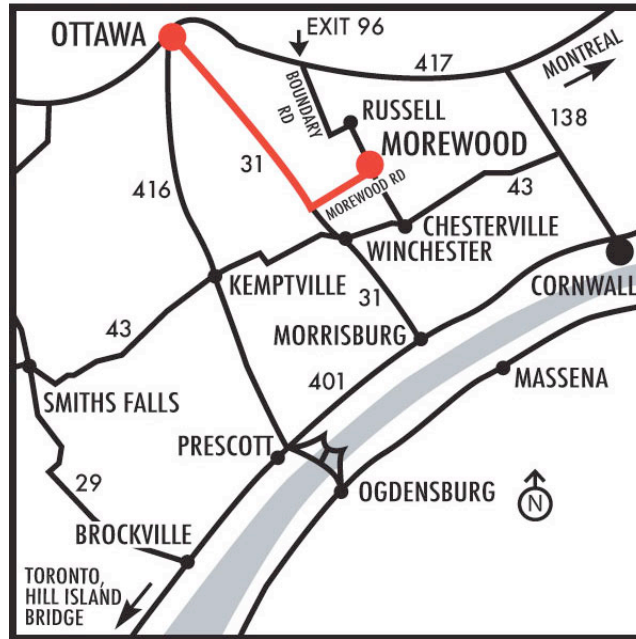 OTTAWA
EXIT 96
417
MONTREAL
BOUNDARY
RD
RUSSELL
138
MOREWOOD
31
416
MOREWOOD RD
43
CHESTERVILLE
WINCHESTER
KEMPTVILLE
CORNWALL
31
43
MORRISBURG
401
MASSENA
SMITHS FALLS
PRESCOTT
29
OGDENSBURG
N
BROCKVILLE
TORONTO,
HILL ISLAND
BRIDGE